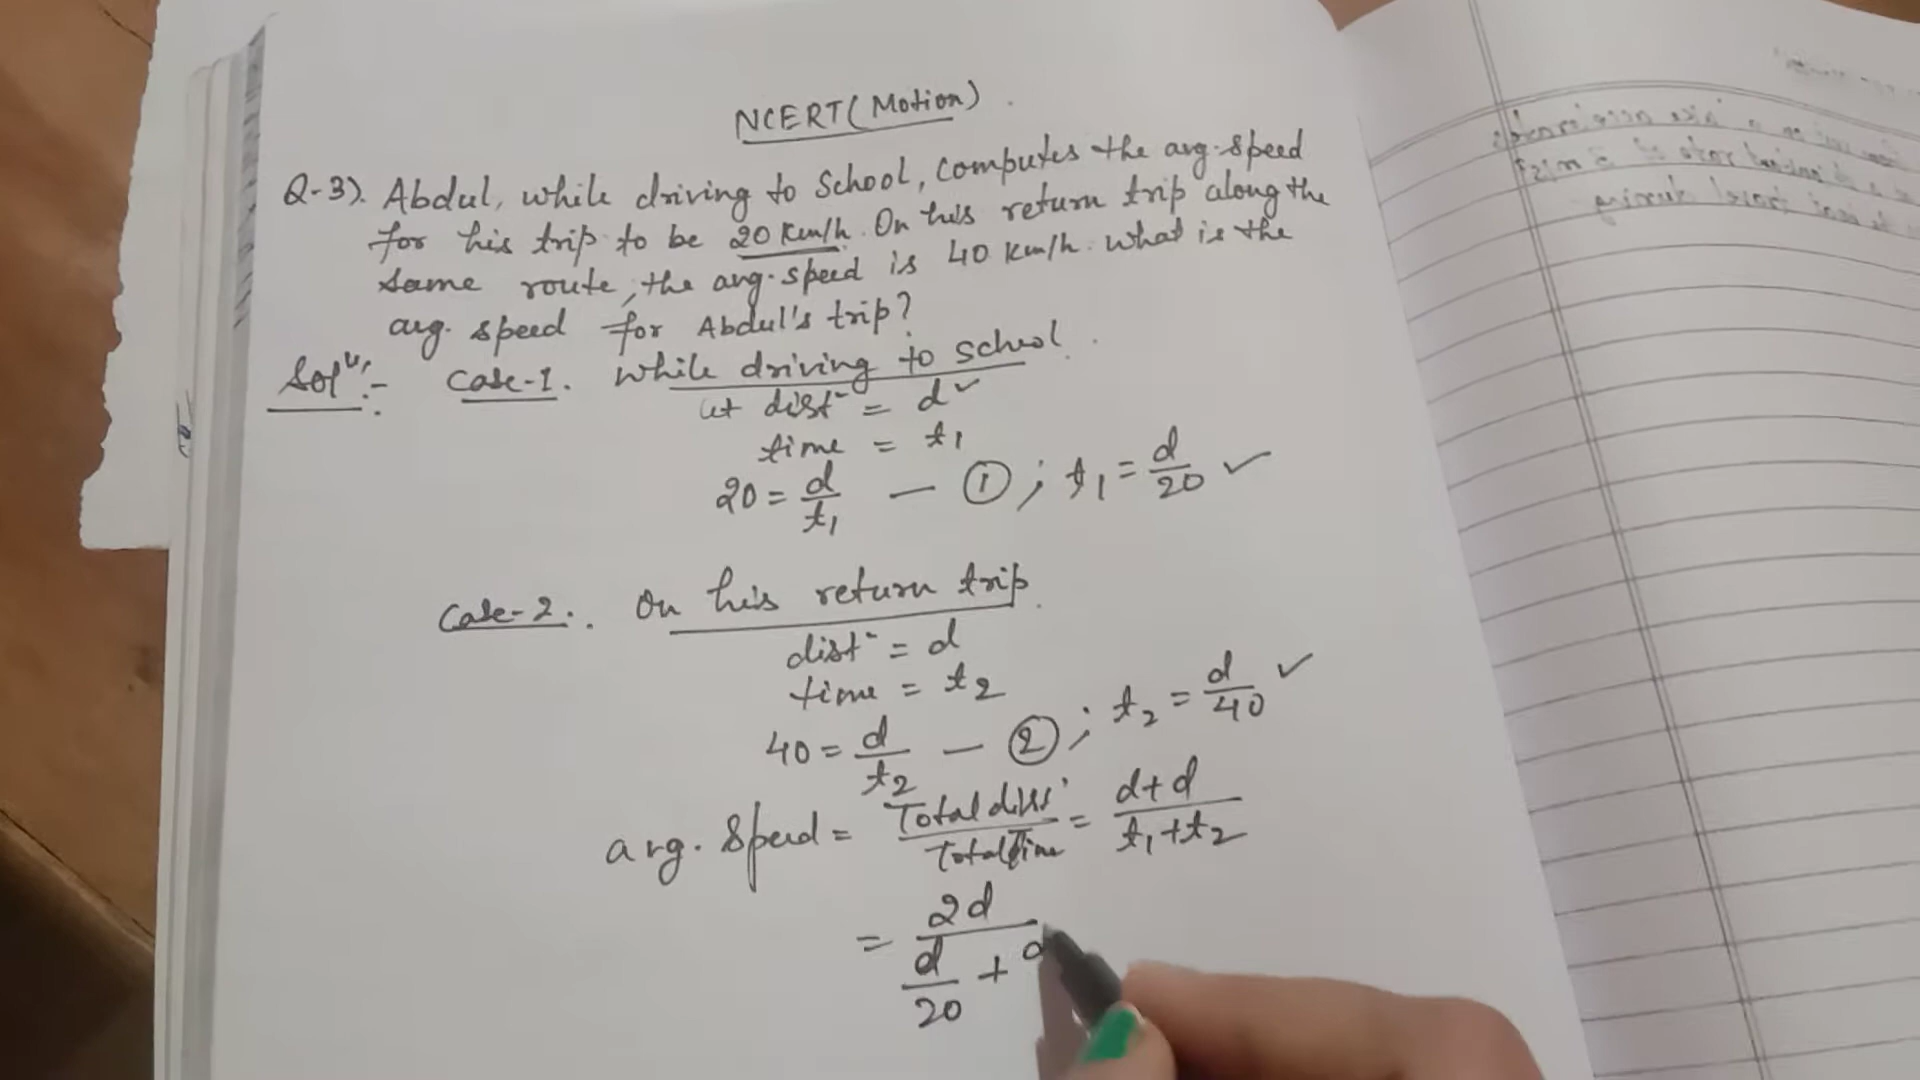 NCERT (Motion)
Q-3). Abdul, while driving to School, Computes the avg. speed
for his trip to be 20 Km/h. On his return trip along the
same route, the avg. speed is 40 Km/h. What is the
avg. speed for Abdul's trip?
Solⁿ:- Case-1. While driving to school.
let dist = d ✓
time = t₁
20 = d/t₁ — ① ; t₁ = d/20 ✓
Case-2. On his return trip.
dist = d
time = t₂
40 = d/t₂ — ② ; t₂ = d/40 ✓
avg. Speed = Total dis/Total Time = d+d/t₁+t₂
= 2d/d/20 + d